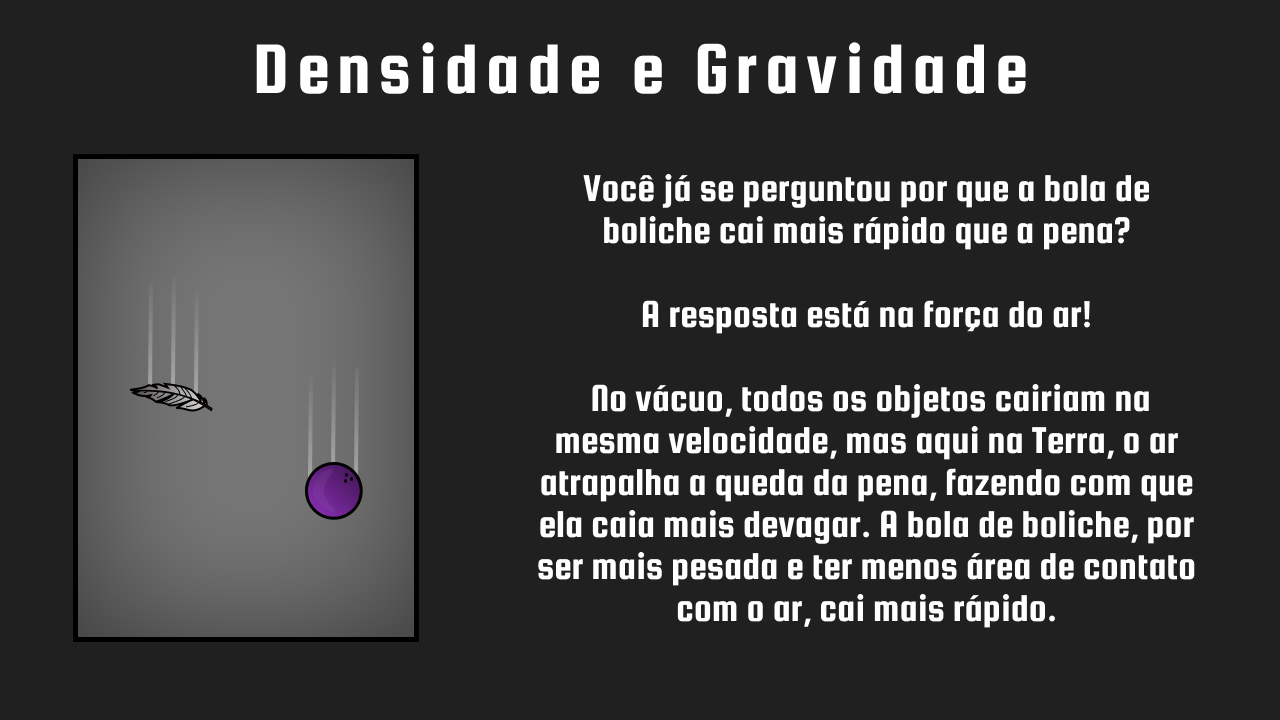 Densidade e Gravidade
Você já se perguntou por que a bola de
boliche cai mais rápido que a pena?
A resposta está na força do ar!
No vácuo, todos os objetos cairiam na
mesma velocidade, mas aqui na Terra, o ar
atrapalha a queda da pena, fazendo com que
ela caia mais devagar. A bola de boliche, por
ser mais pesada e ter menos área de contato
com o ar, cai mais rápido.